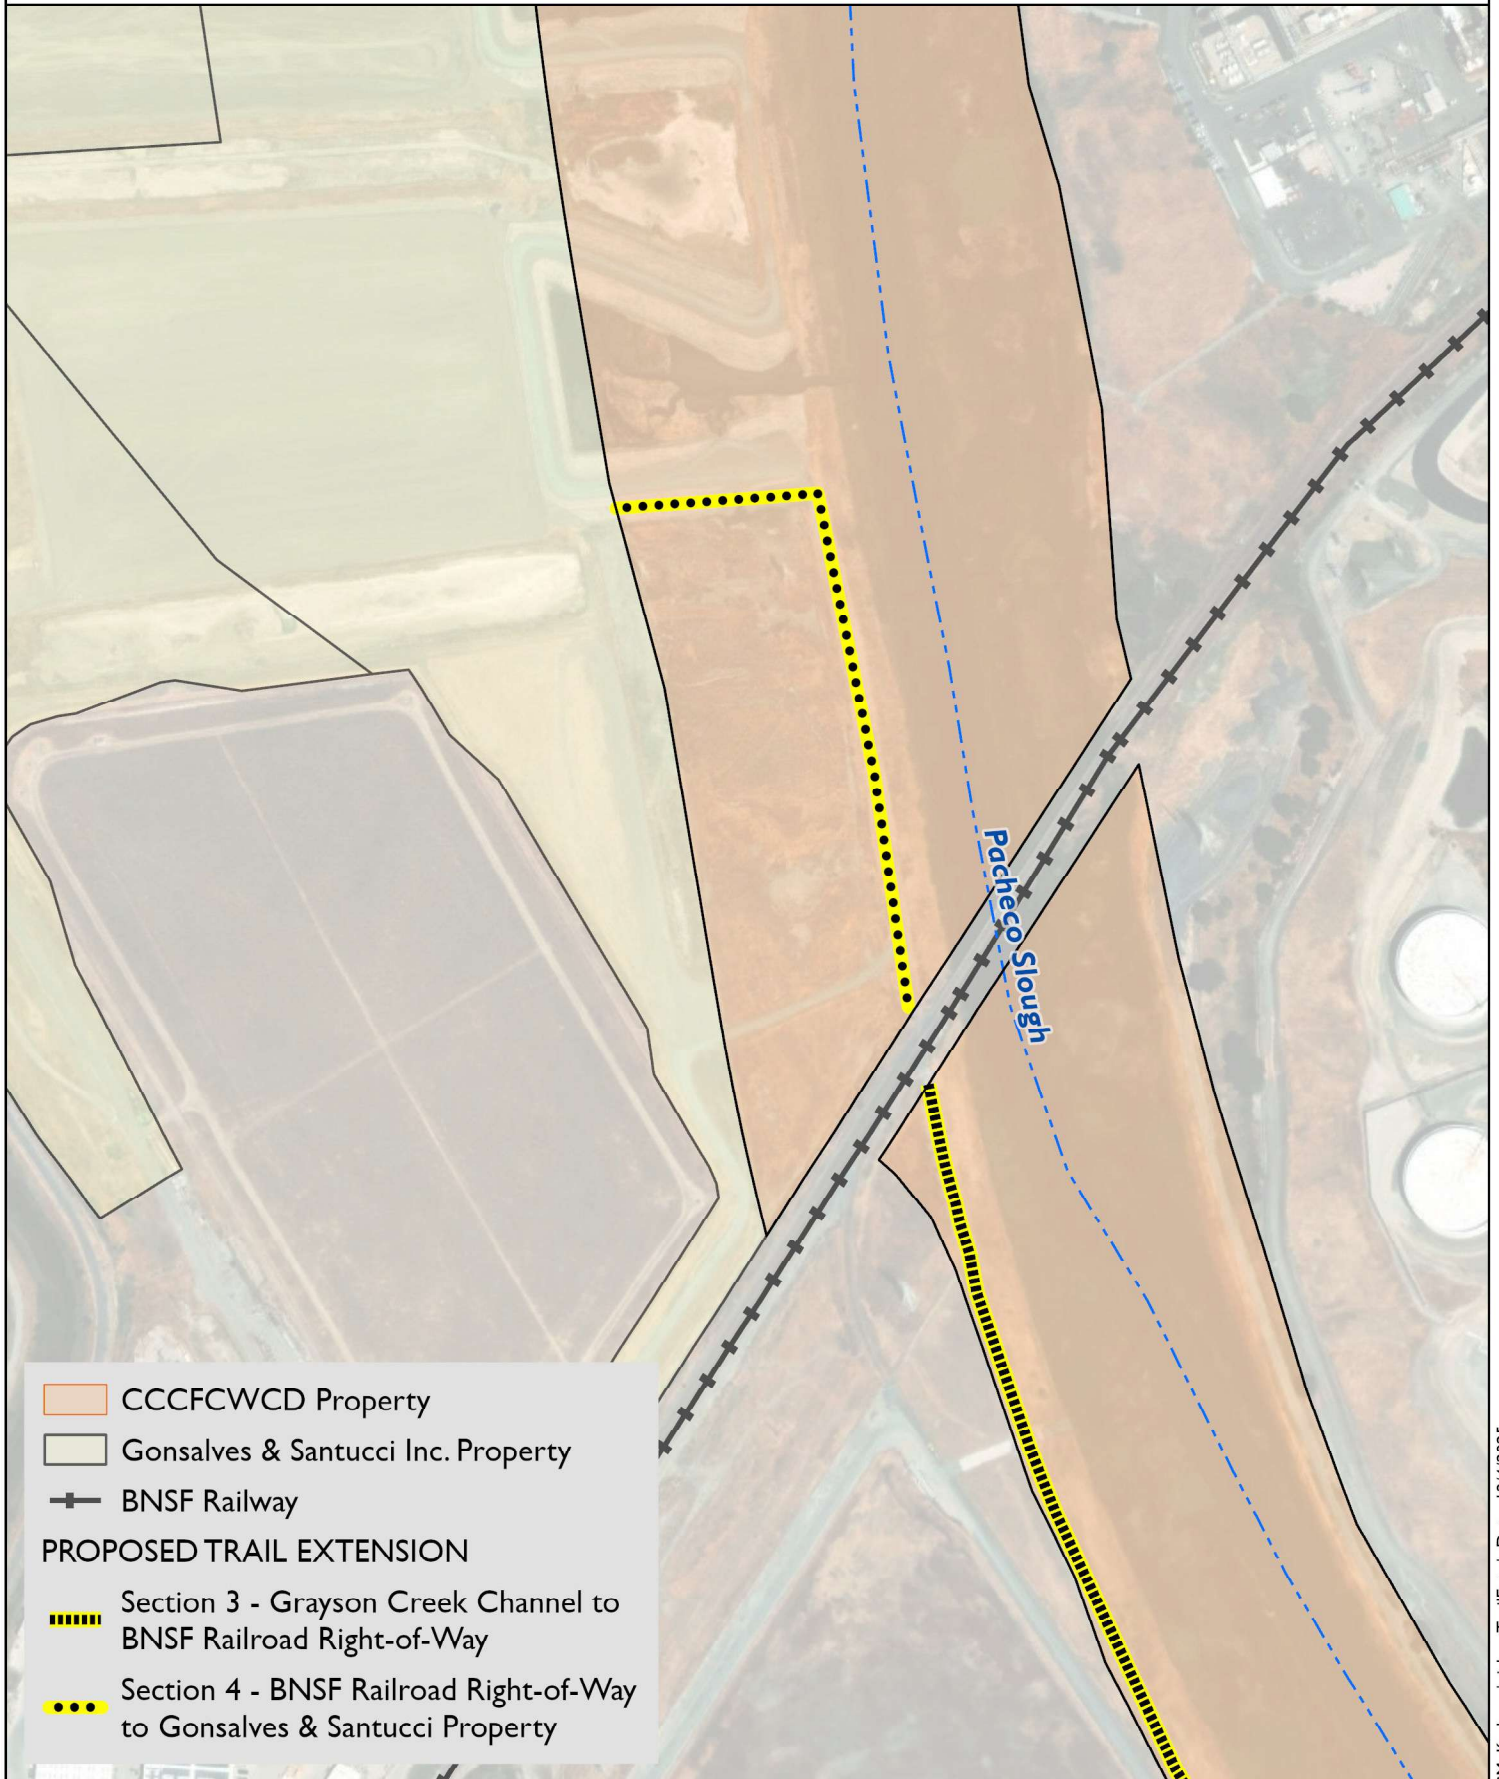 Pacheco Slough
CCCFCWCD Property
Gonsalves & Santucci Inc. Property
BNSF Railway
PROPOSED TRAIL EXTENSION
Section 3 - Grayson Creek Channel to
BNSF Railroad Right-of-Way
Section 4 - BNSF Railroad Right-of-Way
to Gonsalves & Santucci Property